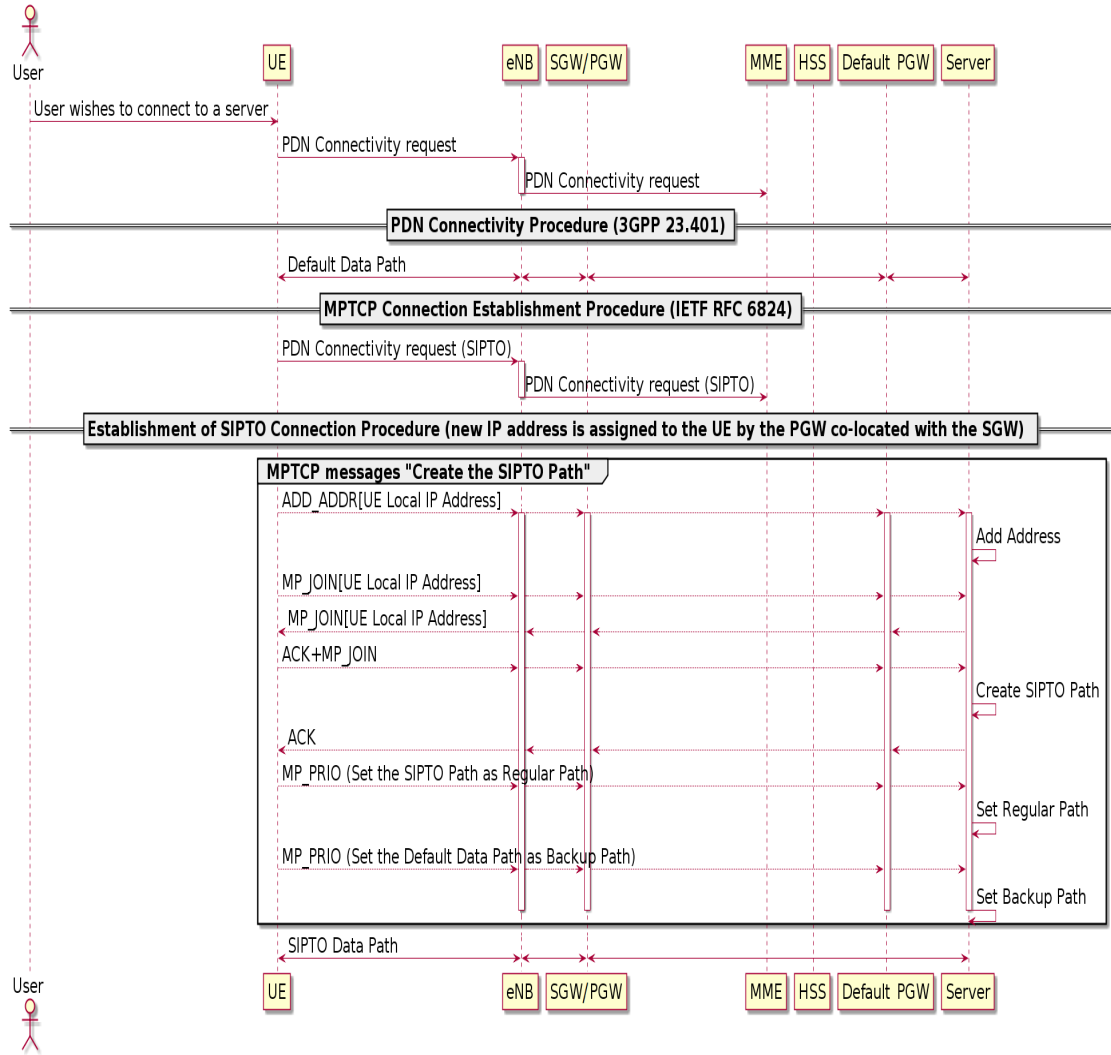 User
UE
eNB
SGW/PGW
MME
HSS
Default PGW
Server
User wishes to connect to a server
PDN Connectivity request
PDN Connectivity request
PDN Connectivity Procedure (3GPP 23.401)
Default Data Path
MPTCP Connection Establishment Procedure (IETF RFC 6824)
PDN Connectivity request (SIPTO)
PDN Connectivity request (SIPTO)
Establishment of SIPTO Connection Procedure (new IP address is assigned to the UE by the PGW co-located with the SGW)
MPTCP messages "Create the SIPTO Path"
ADD_ADDR[UE Local IP Address]
Add Address
MP_JOIN[UE Local IP Address]
MP_JOIN[UE Local IP Address]
ACK+MP_JOIN
Create SIPTO Path
ACK
MP_PRIO (Set the SIPTO Path as Regular Path)
Set Regular Path
MP_PRIO (Set the Default Data Path as Backup Path)
Set Backup Path
SIPTO Data Path
User
UE
eNB
SGW/PGW
MME
HSS
Default PGW
Server